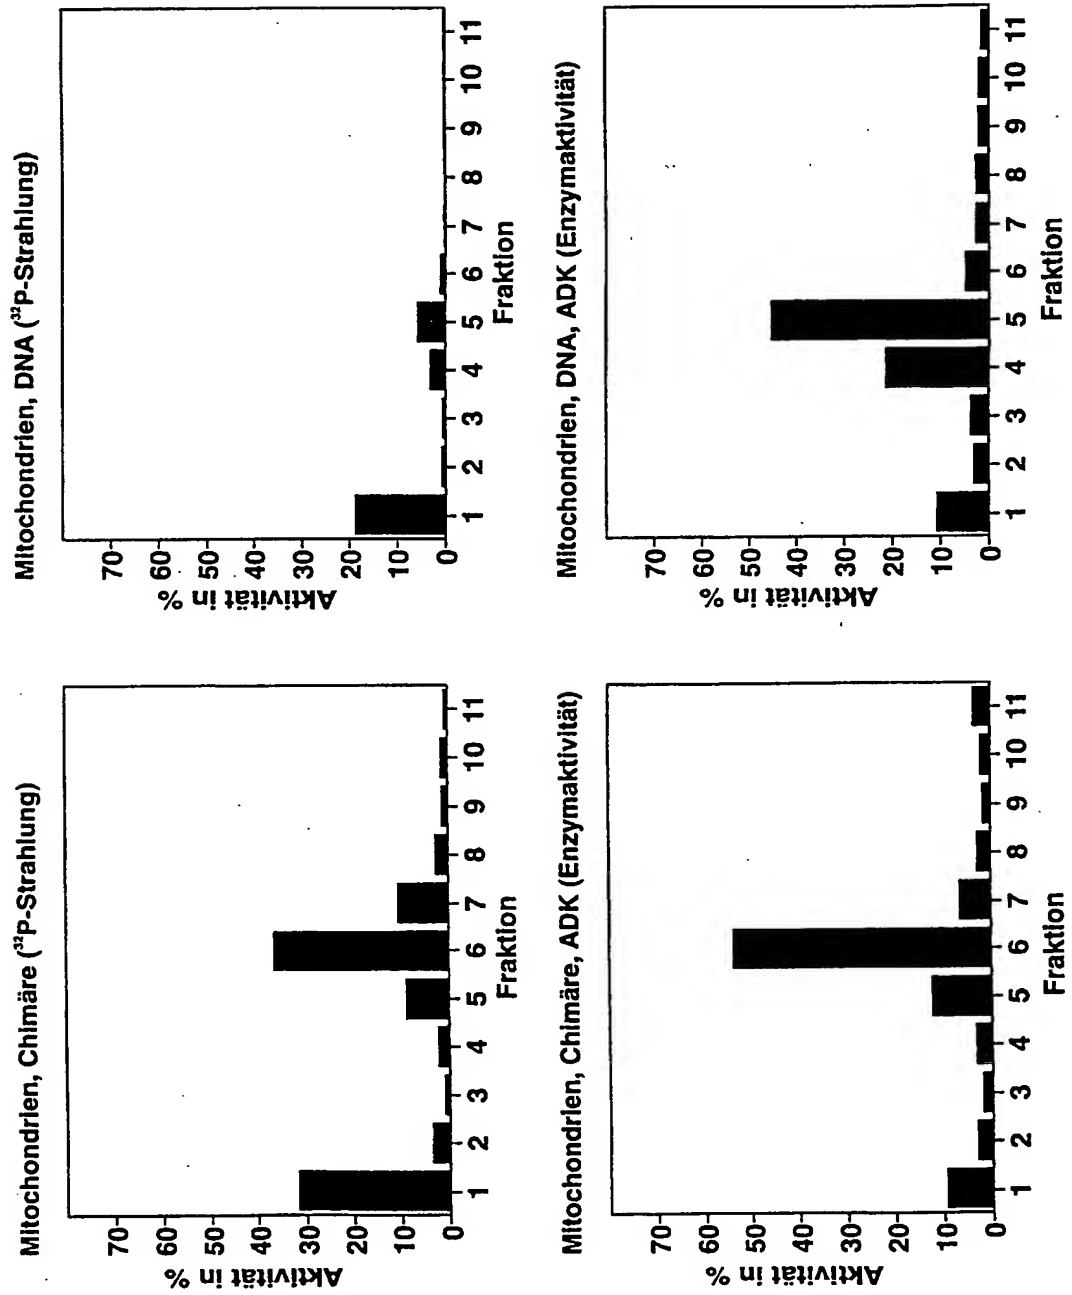 Mitochondrien, Chimäre (³²P-Strahlung)
Aktivität in %
70
60
50
40
30
20
10
0
1 2 3 4 5 6 7 8 9 10 11
Fraktion
Mitochondrien, DNA (³²P-Strahlung)
Aktivität in %
70
60
50
40
30
20
10
0
1 2 3 4 5 6 7 8 9 10 11
Fraktion
Mitochondrien, Chimäre, ADK (Enzymaktivität)
Aktivität in %
70
60
50
40
30
20
10
0
1 2 3 4 5 6 7 8 9 10 11
Fraktion
Mitochondrien, DNA, ADK (Enzymaktivität)
Aktivität in %
70
60
50
40
30
20
10
0
1 2 3 4 5 6 7 8 9 10 11
Fraktion